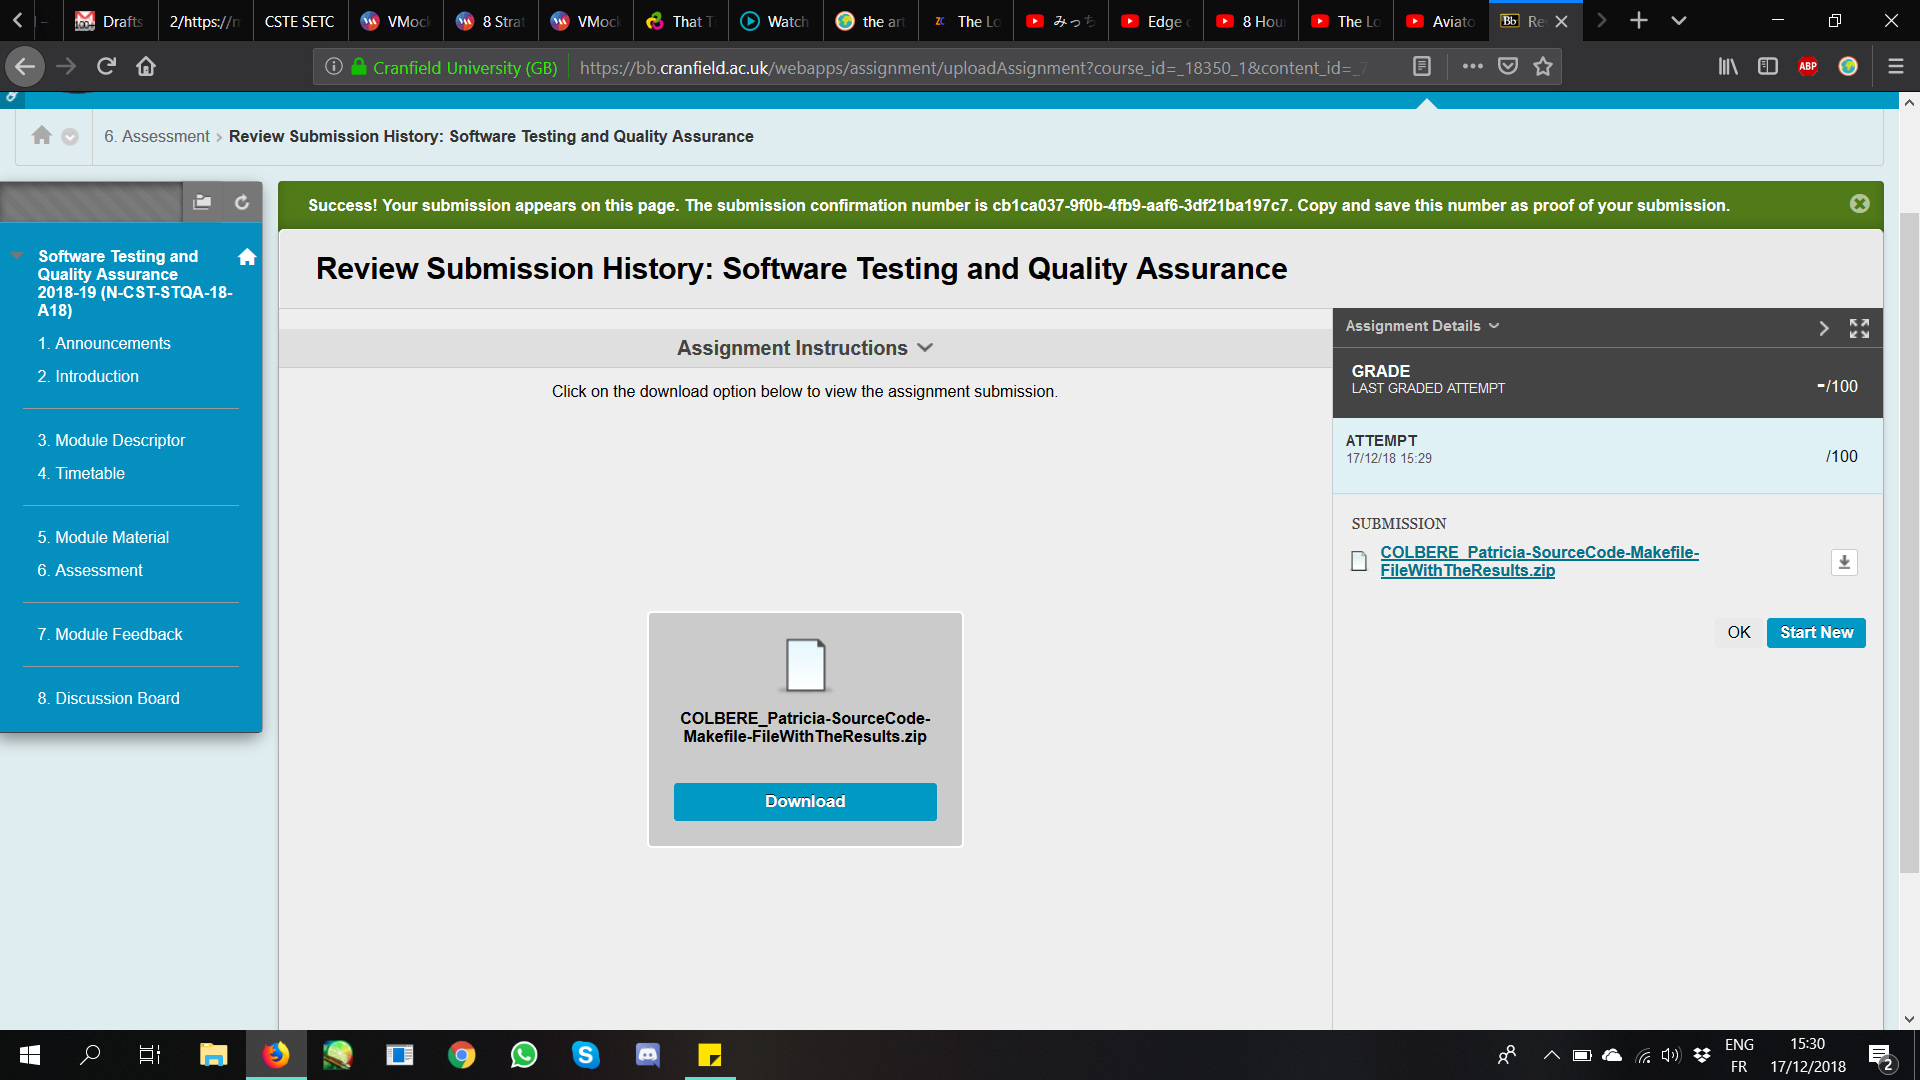 Drafts
2/https://m
CSTE SETC
VMock
8 Strat
VMock
That T
Watch
the art
The Lo
みっち
Edge o
8 Hour
The Lo
Aviato
Re
Cranfield University (GB)
https://bb.cranfield.ac.uk/webapps/assignment/uploadAssignment?course_id=_18350_1&content_id=_7
ABP
6. Assessment > Review Submission History: Software Testing and Quality Assurance
Success! Your submission appears on this page. The submission confirmation number is cb1ca037-9f0b-4fb9-aaf6-3df21ba197c7. Copy and save this number as proof of your submission.
Software Testing and
Quality Assurance
2018-19 (N-CST-STQA-18-
A18)
1. Announcements
2. Introduction
3. Module Descriptor
4. Timetable
5. Module Material
6. Assessment
7. Module Feedback
8. Discussion Board
Review Submission History: Software Testing and Quality Assurance
Assignment Instructions
Click on the download option below to view the assignment submission.
COLBERE_Patricia-SourceCode-
Makefile-FileWithTheResults.zip
Download
Assignment Details
GRADE
LAST GRADED ATTEMPT
-/100
ATTEMPT
17/12/18 15:29
/100
SUBMISSION
COLBERE_Patricia-SourceCode-Makefile-
FileWithTheResults.zip
OK
Start New
ENG
FR
15:30
17/12/2018
2